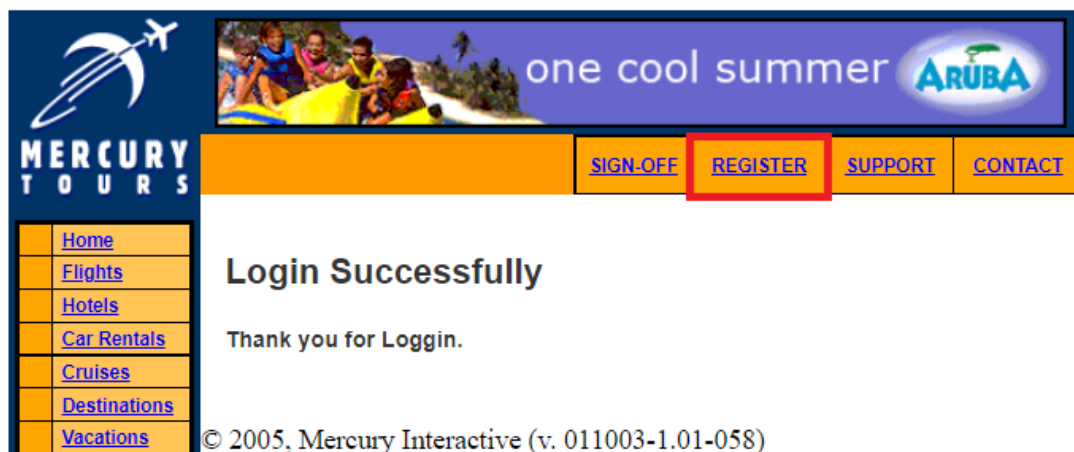 one cool summer ARUBA
MERCURY
TOURS
SIGN-OFF REGISTER SUPPORT CONTACT
Home
Flights
Hotels
Car Rentals
Cruises
Destinations
Vacations
Login Successfully
Thank you for Loggin.
© 2005, Mercury Interactive (v. 011003-1.01-058)